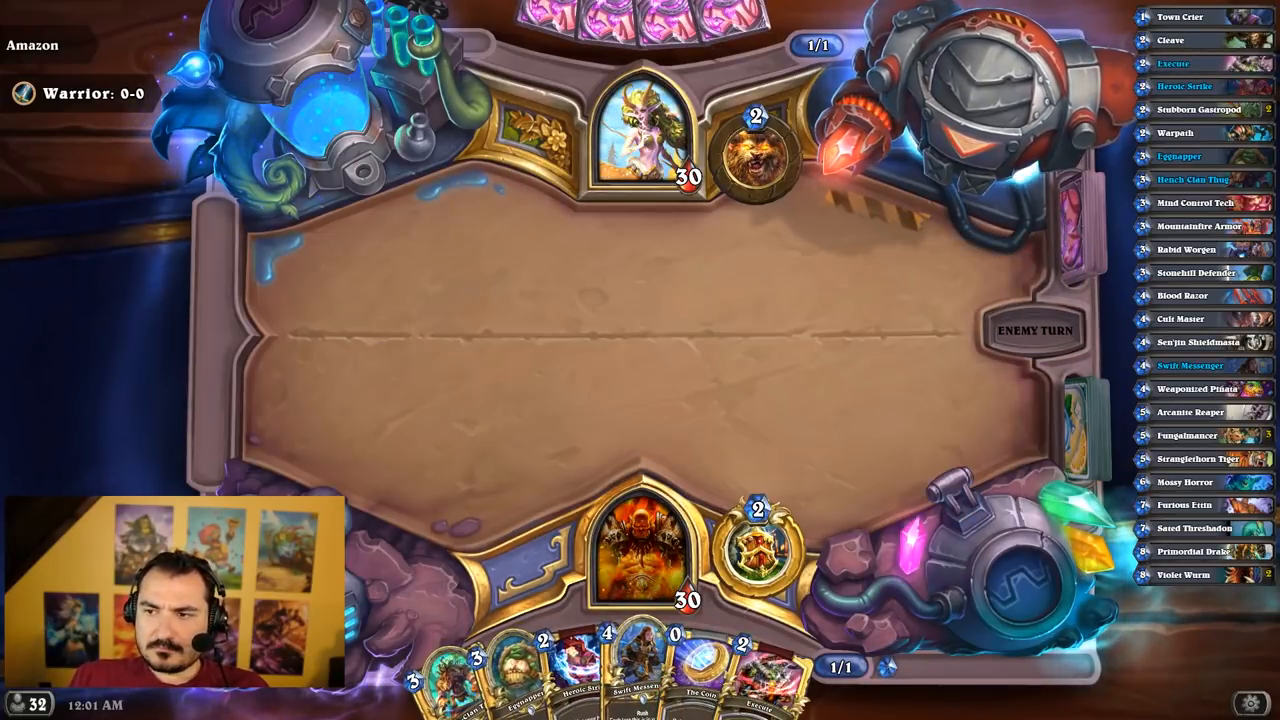 Amazon
Warrior: 0-0
1/1
2
30
ENEMY TURN
2
30
3
3
2
4
0
2
Eggnapper
Heroic Stri
Swift Messen
The Coin
Execute
Rush
1/1
32
12:01 AM
1 Town Crier
2 Cleave
2 Execute
2 Heroic Strike
2 Stubborn Gastropod 2
2 Warpath
3 Eggnapper
3 Hench Clan Thug
3 Mind Control Tech
3 Mountainfire Armor
3 Rabid Worgen
3 Stonehill Defender
4 Blood Razor
4 Cult Master
4 Sen'jin Shieldmasta
4 Swift Messenger
4 Weaponized Piñata
5 Arcanite Reaper
5 Fungalmancer 3
5 Stranglethorn Tiger
6 Mossy Horror
7 Furious Ettin
7 Sated Threshadon
8 Primordial Drake
8 Violet Wurm 2